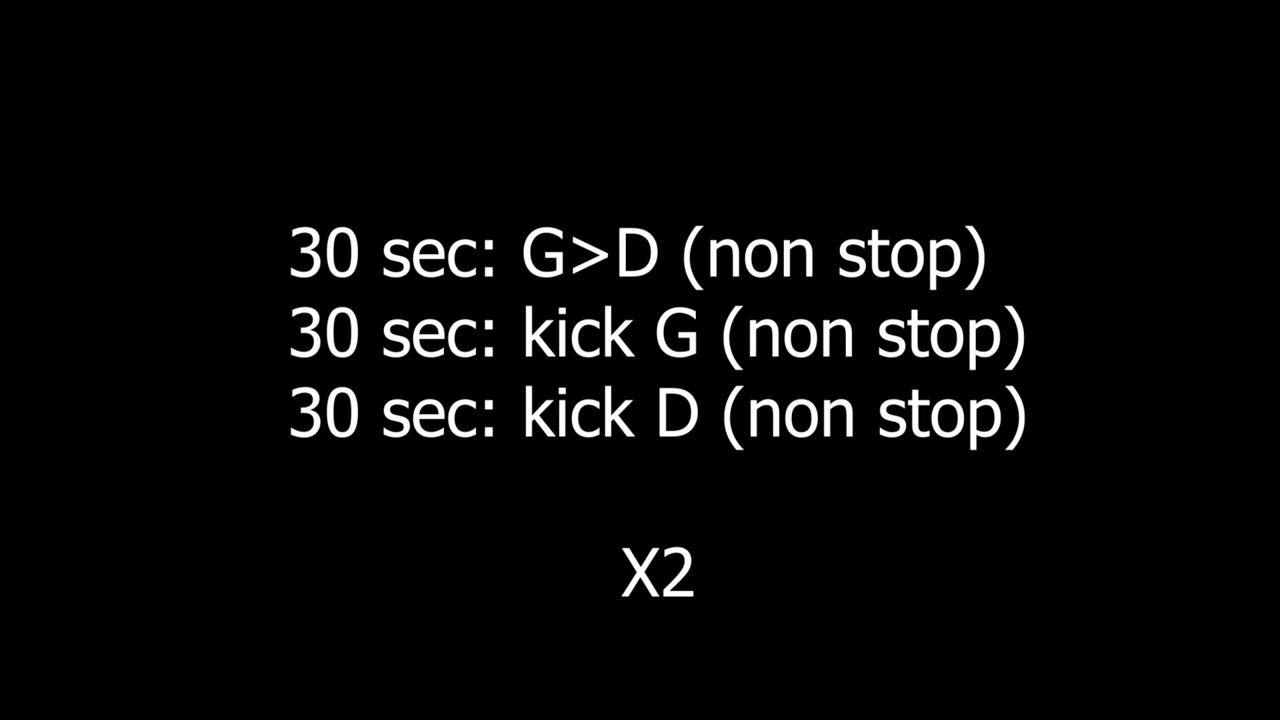 30 sec: G>D (non stop)
30 sec: kick G (non stop)
30 sec: kick D (non stop)
X2